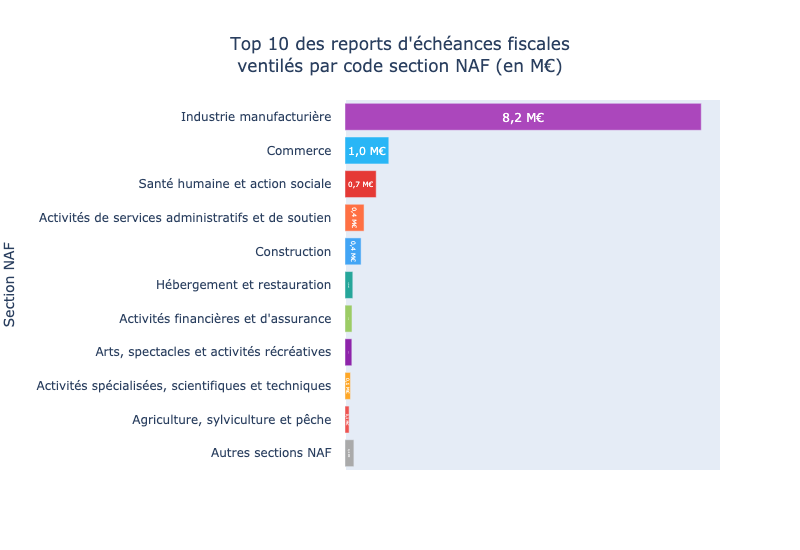 Top 10 des reports d'échéances fiscales
ventilés par code section NAF (en M€)
Section NAF
Industrie manufacturière
8,2 M€
Commerce
1,0 M€
Santé humaine et action sociale
0,7 M€
Activités de services administratifs et de soutien
0,4 M€
Construction
0,4 M€
Hébergement et restauration
Activités financières et d'assurance
Arts, spectacles et activités récréatives
Activités spécialisées, scientifiques et techniques
Agriculture, sylviculture et pêche
Autres sections NAF